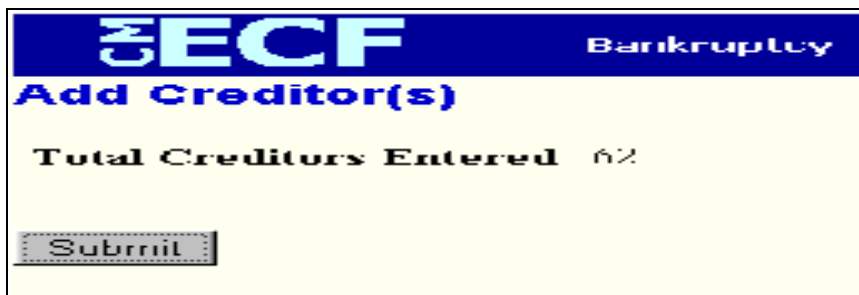 CM ECF Bankruptcy
Add Creditor(s)
Total Creditors Entered 62
Submit